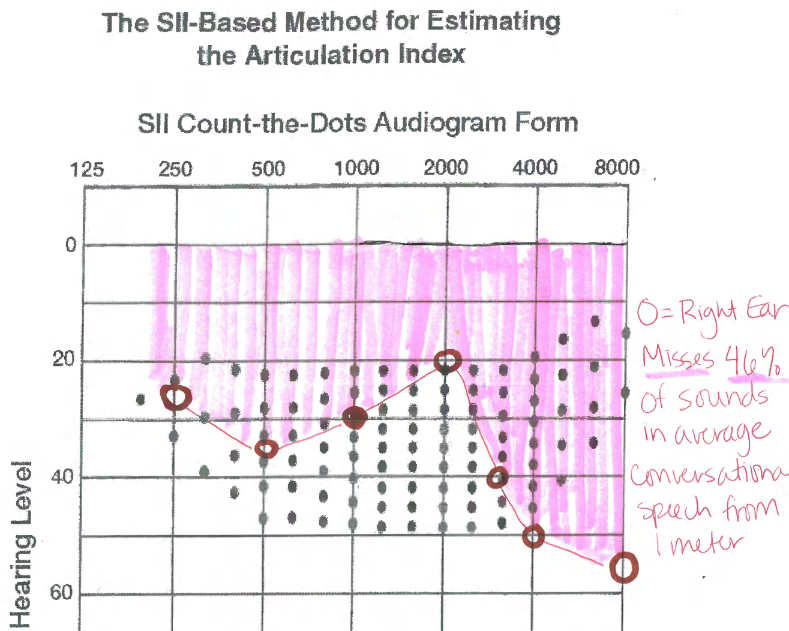 The SII-Based Method for Estimating
the Articulation Index
SII Count-the-Dots Audiogram Form
125 250 500 1000 2000 4000 8000
0
20
40
60
Hearing Level
O=Right Ear
Misses 46%
of sounds
in average
conversationa
speech from
1 meter